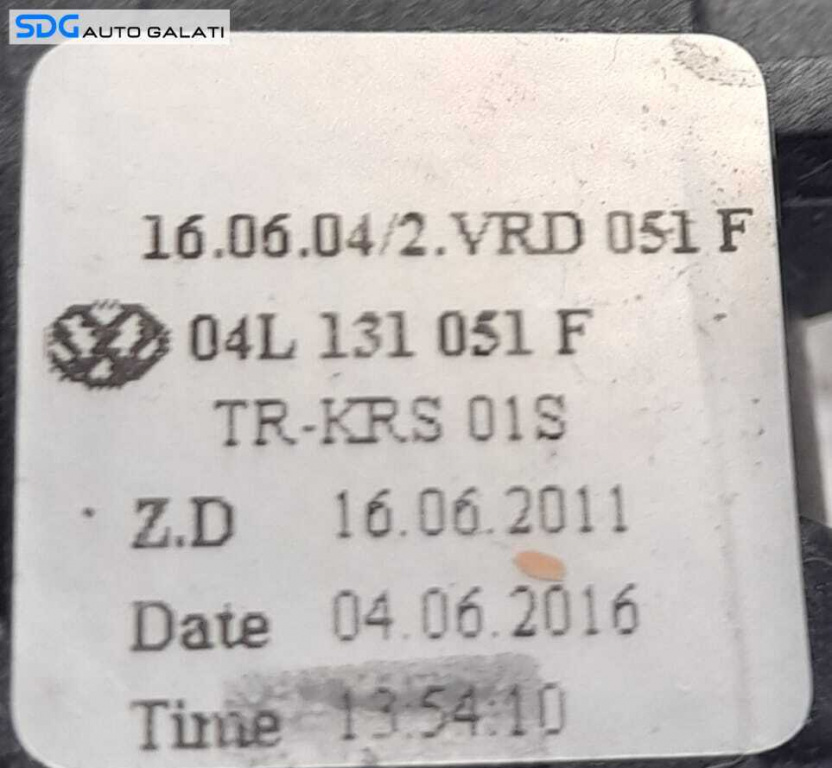 SDG AUTO GALATI
16.06.04/2.VRD 051 F
04L 131 051 F
TR-KRS 01S
Z.D 16.06.2011
Date 04.06.2016
Time 13:54:10